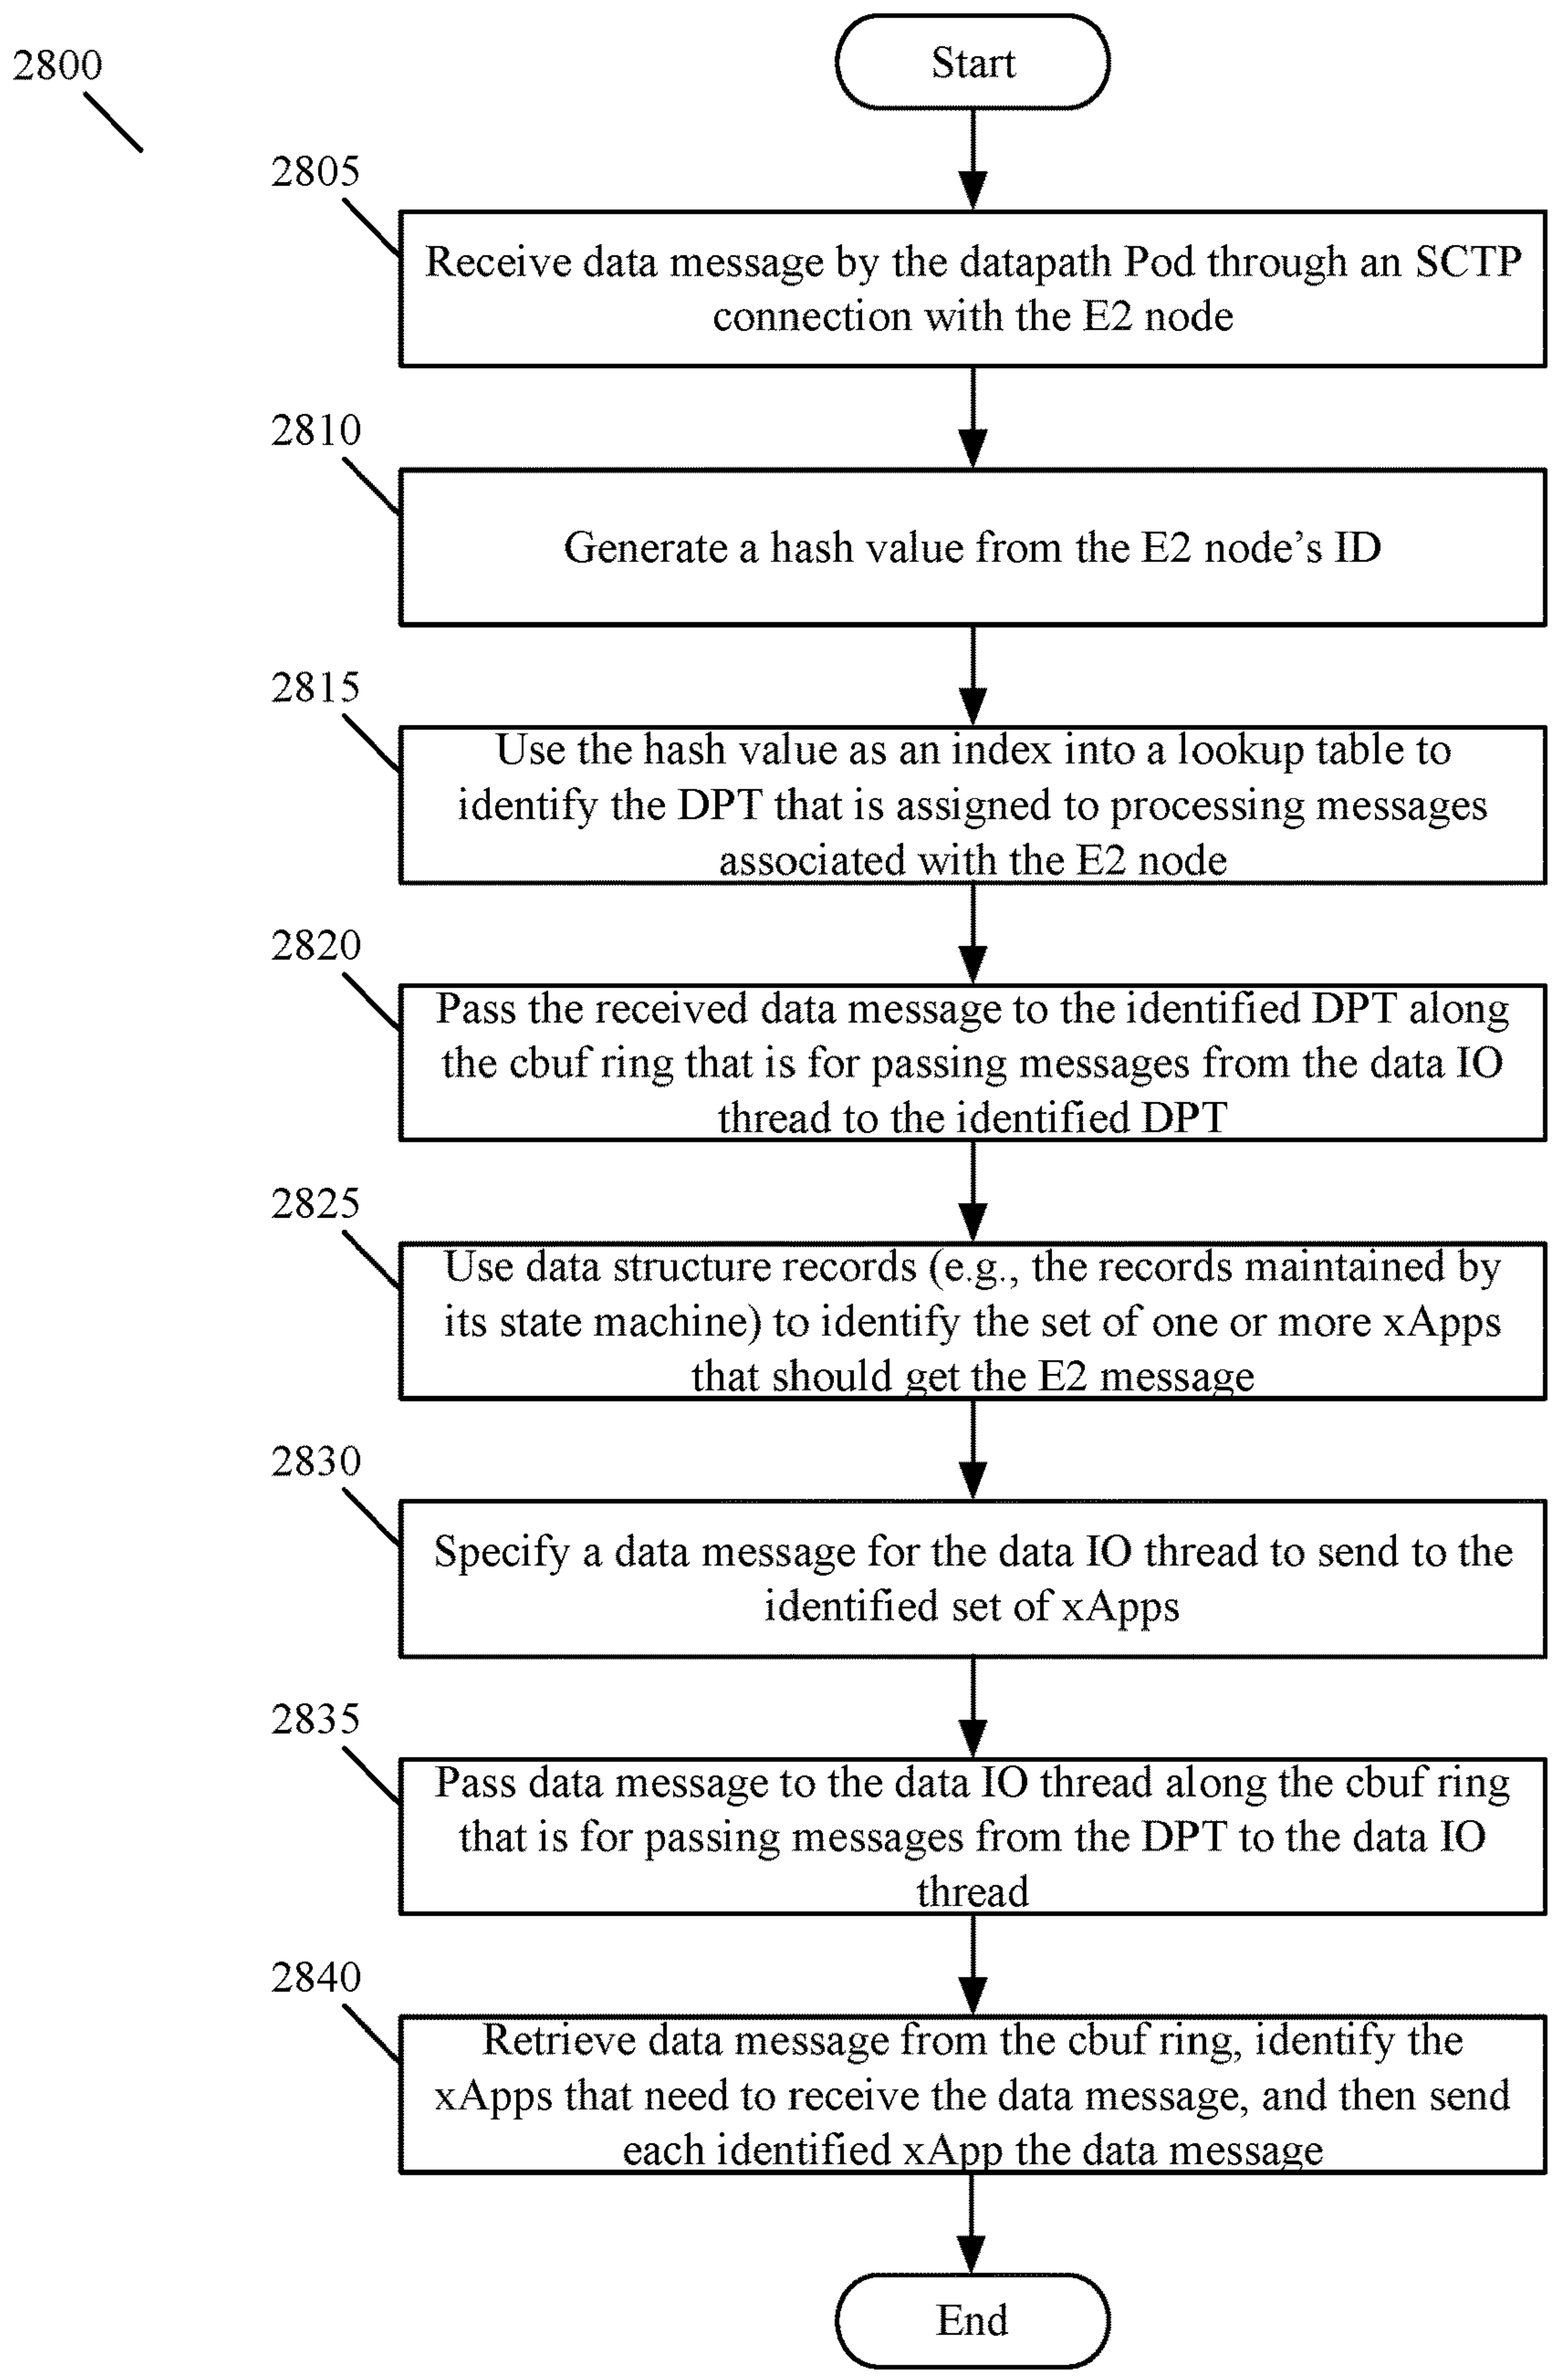 Start
2800
2805
Receive data message by the datapath Pod through an SCTP
connection with the E2 node
2810
Generate a hash value from the E2 node’s ID
2815
Use the hash value as an index into a lookup table to
identify the DPT that is assigned to processing messages
associated with the E2 node
2820
Pass the received data message to the identified DPT along
the cbuf ring that is for passing messages from the data IO
thread to the identified DPT
2825
Use data structure records (e.g., the records maintained by
its state machine) to identify the set of one or more xApps
that should get the E2 message
2830
Specify a data message for the data IO thread to send to the
identified set of xApps
2835
Pass data message to the data IO thread along the cbuf ring
that is for passing messages from the DPT to the data IO
thread
2840
Retrieve data message from the cbuf ring, identify the
xApps that need to receive the data message, and then send
each identified xApp the data message
End